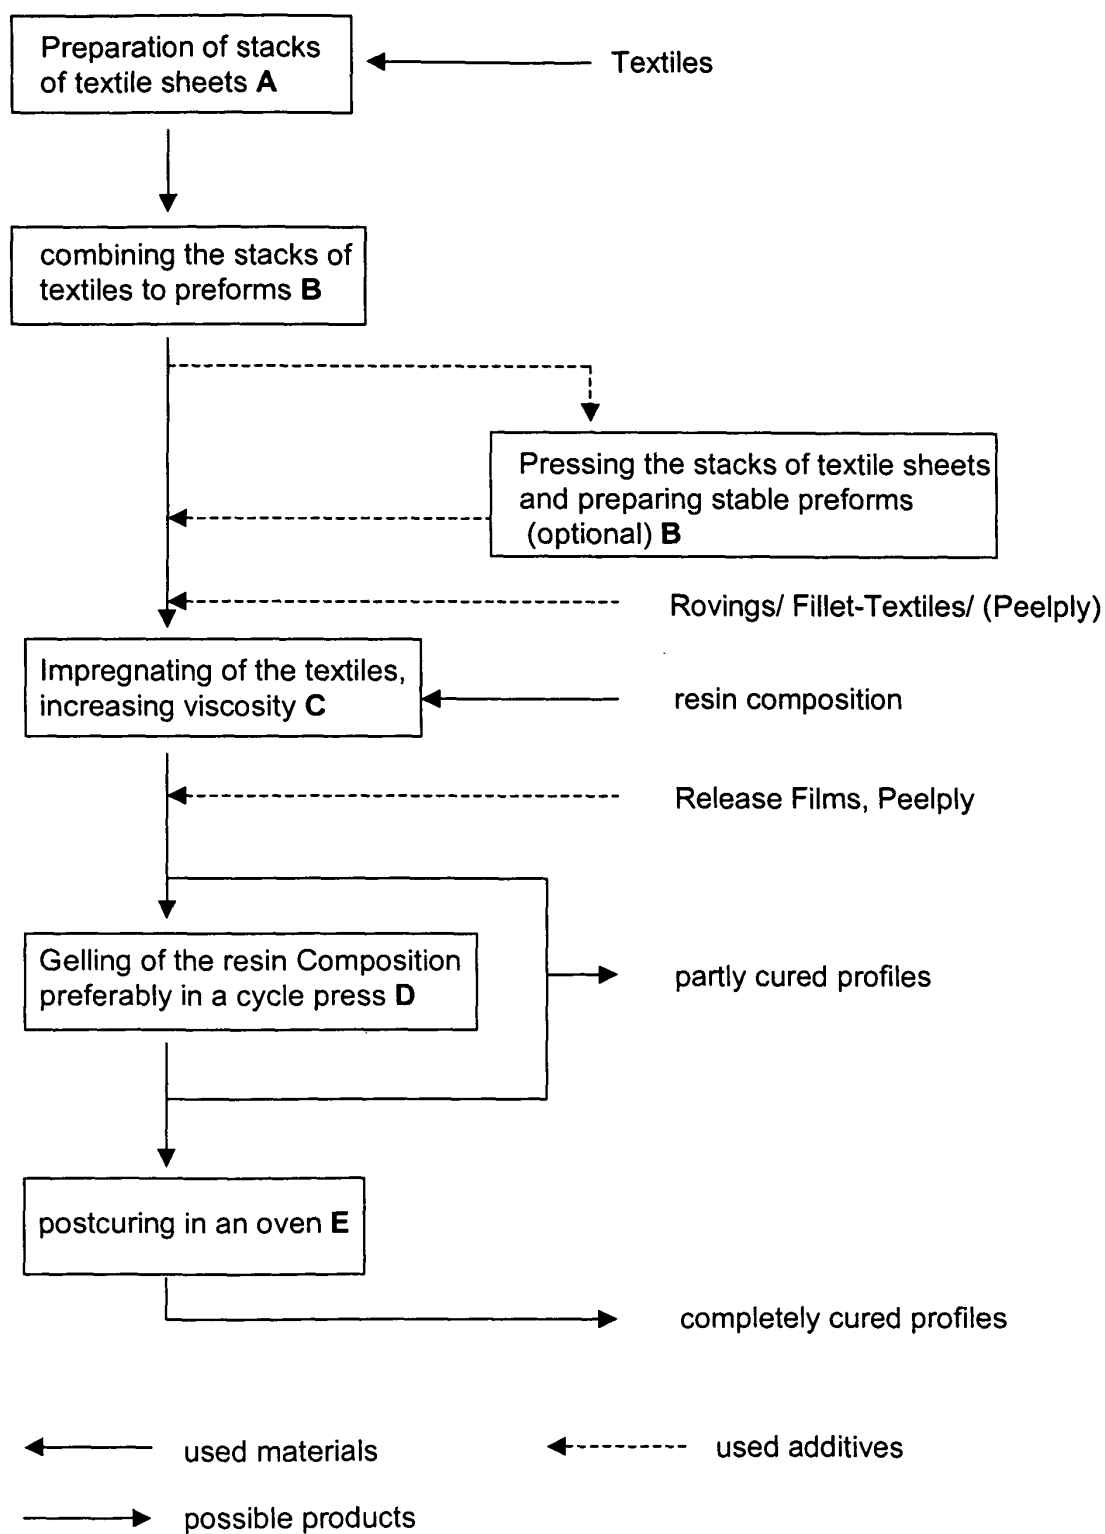 Preparation of stacks
of textile sheets A
Textiles
combining the stacks of
textiles to preforms B
Pressing the stacks of textile sheets
and preparing stable preforms
(optional) B
Rovings/ Fillet-Textiles/ (Peelply)
Impregnating of the textiles,
increasing viscosity C
resin composition
Release Films, Peelply
Gelling of the resin Composition
preferably in a cycle press D
partly cured profiles
postcuring in an oven E
completely cured profiles
used materials
used additives
possible products